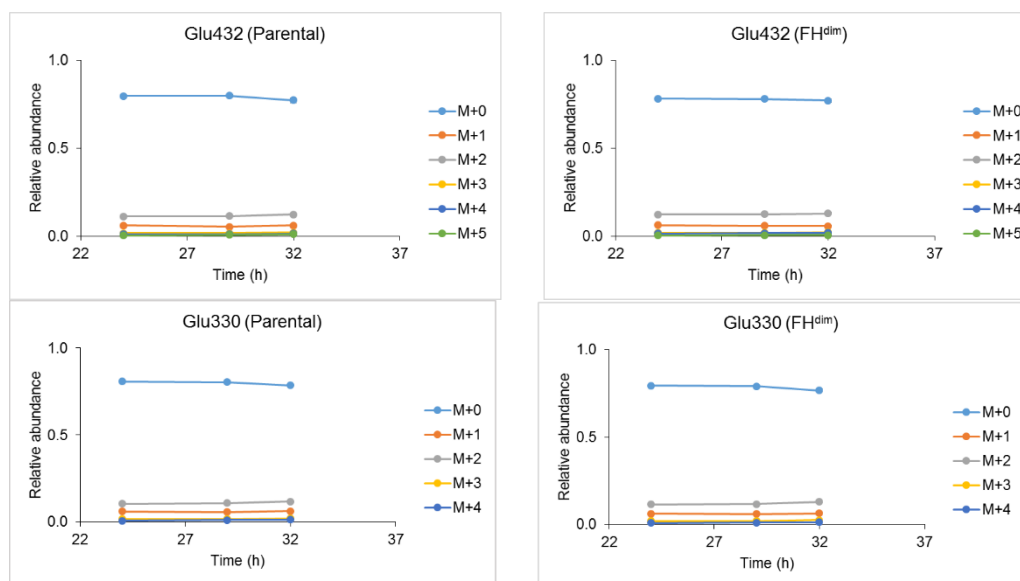 Glu432 (Parental)
1.0
0.5
0.0
Relative abundance
22
27
32
37
Time (h)
M+0
M+1
M+2
M+3
M+4
M+5
Glu432 (FHdim)
1.0
0.5
0.0
Relative abundance
22
27
32
37
Time (h)
M+0
M+1
M+2
M+3
M+4
M+5
Glu330 (Parental)
1.0
0.5
0.0
Relative abundance
22
27
32
37
Time (h)
M+0
M+1
M+2
M+3
M+4
Glu330 (FHdim)
1.0
0.5
0.0
Relative abundance
22
27
32
37
Time (h)
M+0
M+1
M+2
M+3
M+4